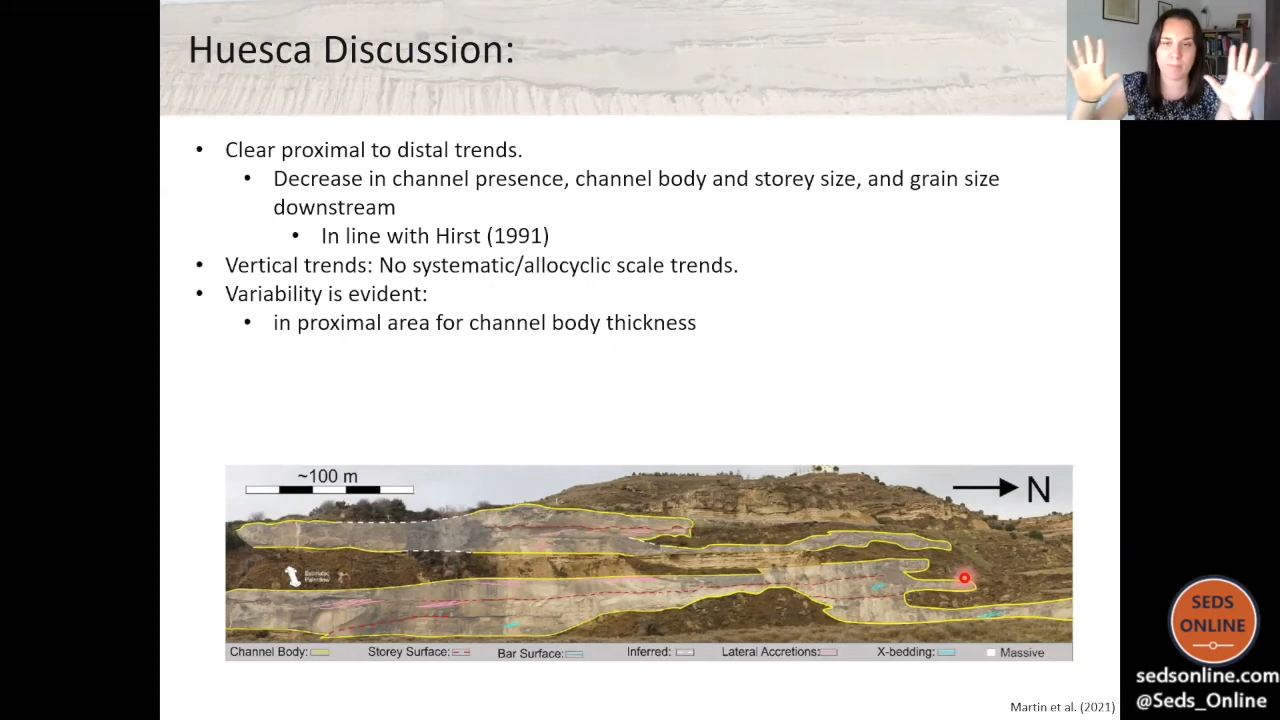 Huesca Discussion:
• Clear proximal to distal trends.
• Decrease in channel presence, channel body and storey size, and grain size
downstream
• In line with Hirst (1991)
• Vertical trends: No systematic/allocyclic scale trends.
• Variability is evident:
• in proximal area for channel body thickness
~100 m
N
Estimated
Paleoflow
Channel Body:
Storey Surface:
Bar Surface:
Inferred:
Lateral Accretions:
X-bedding:
Massive
Martin et al. (2021)
SEDS
ONLINE
sedsonline.com
@Seds_Online